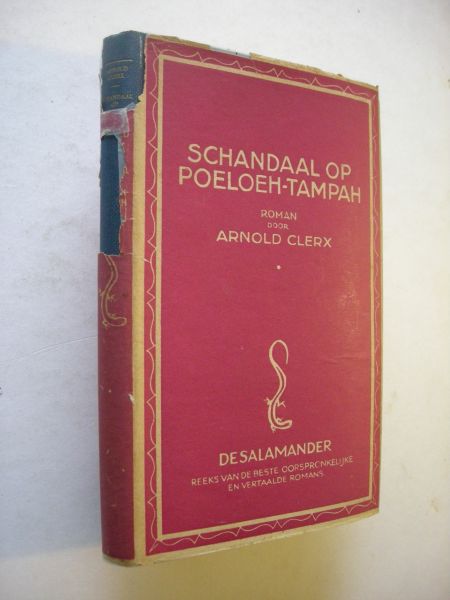 SCHANDAAL OP
POELOEH-TAMPAH
ROMAN
DOOR
ARNOLD CLERX
DE SALAMANDER
REEKS VAN DE BESTE OORSPRONKELIJKE
EN VERTAALDE ROMANS